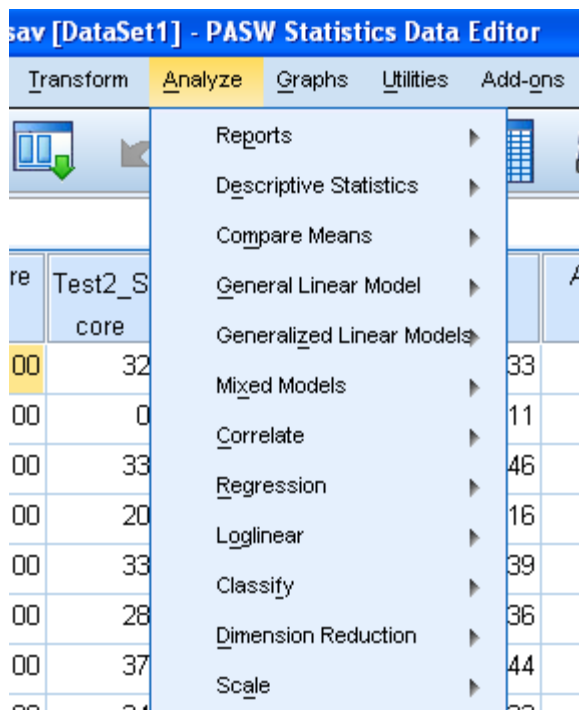 sav [DataSet1] - PASW Statistics Data Editor
Transform Analyze Graphs Utilities Add-ons
Reports
Descriptive Statistics
Compare Means
General Linear Model
Generalized Linear Models
Mixed Models
Correlate
Regression
Loglinear
Classify
Dimension Reduction
Scale
re Test2_S A
core
00 32 33
00 0 11
00 33 46
00 20 16
00 33 39
00 28 36
00 37 44